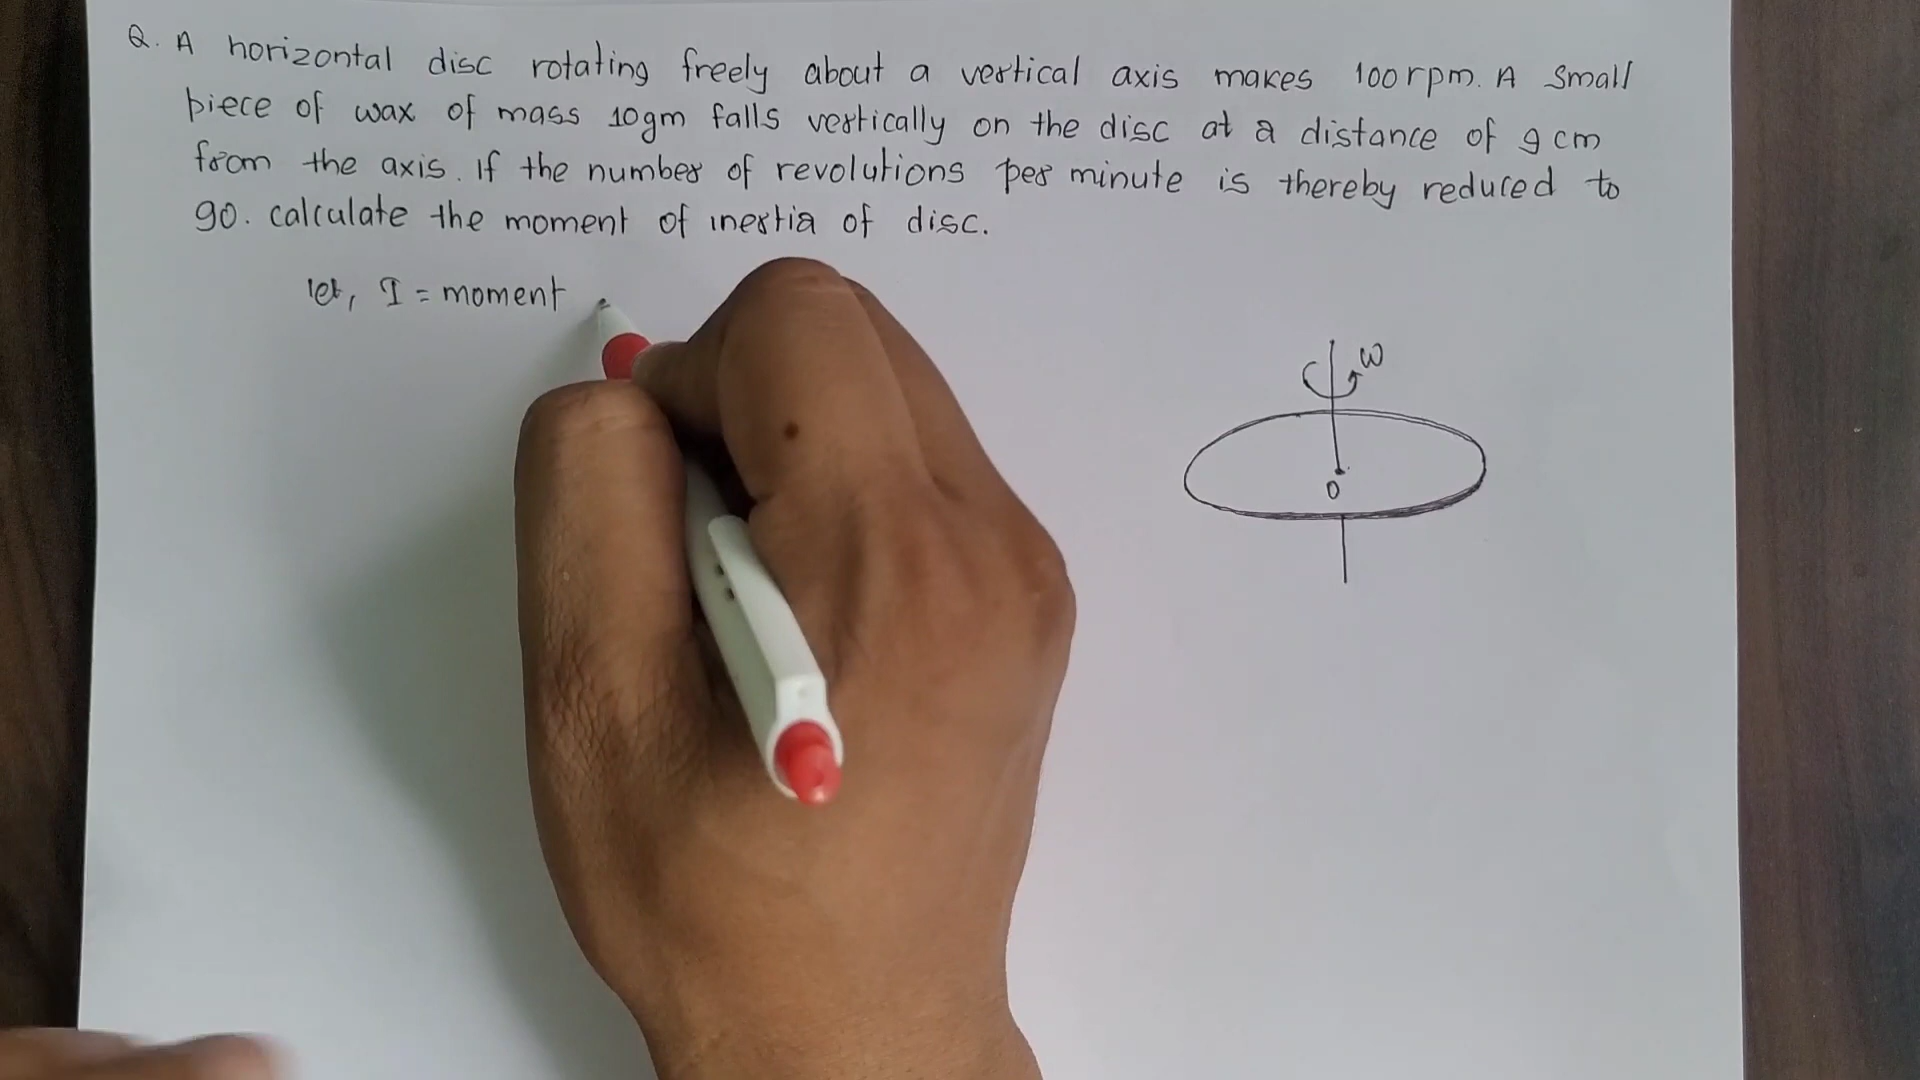 Q. A horizontal disc rotating freely about a vertical axis makes 100 rpm. A small
piece of wax of mass 10gm falls vertically on the disc at a distance of 9 cm
from the axis. If the number of revolutions per minute is thereby reduced to
90. calculate the moment of inertia of disc.
let, I = moment
ω
O